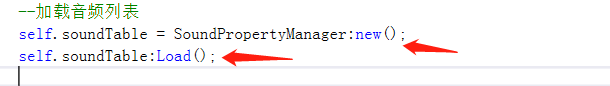 --加载音频列表
self.soundTable = SoundPropertyManager:new();
self.soundTable:Load();